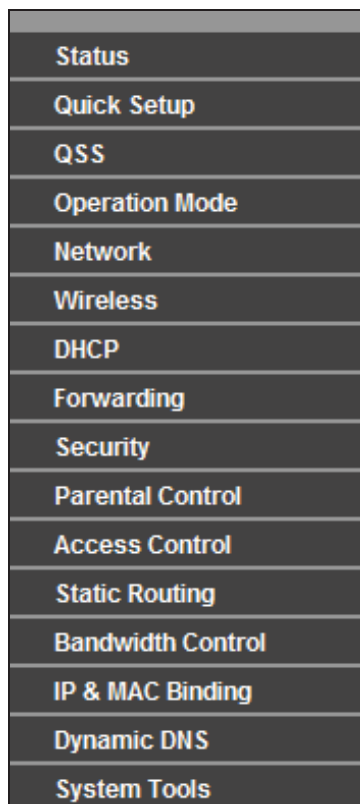 Status
Quick Setup
QSS
Operation Mode
Network
Wireless
DHCP
Forwarding
Security
Parental Control
Access Control
Static Routing
Bandwidth Control
IP & MAC Binding
Dynamic DNS
System Tools